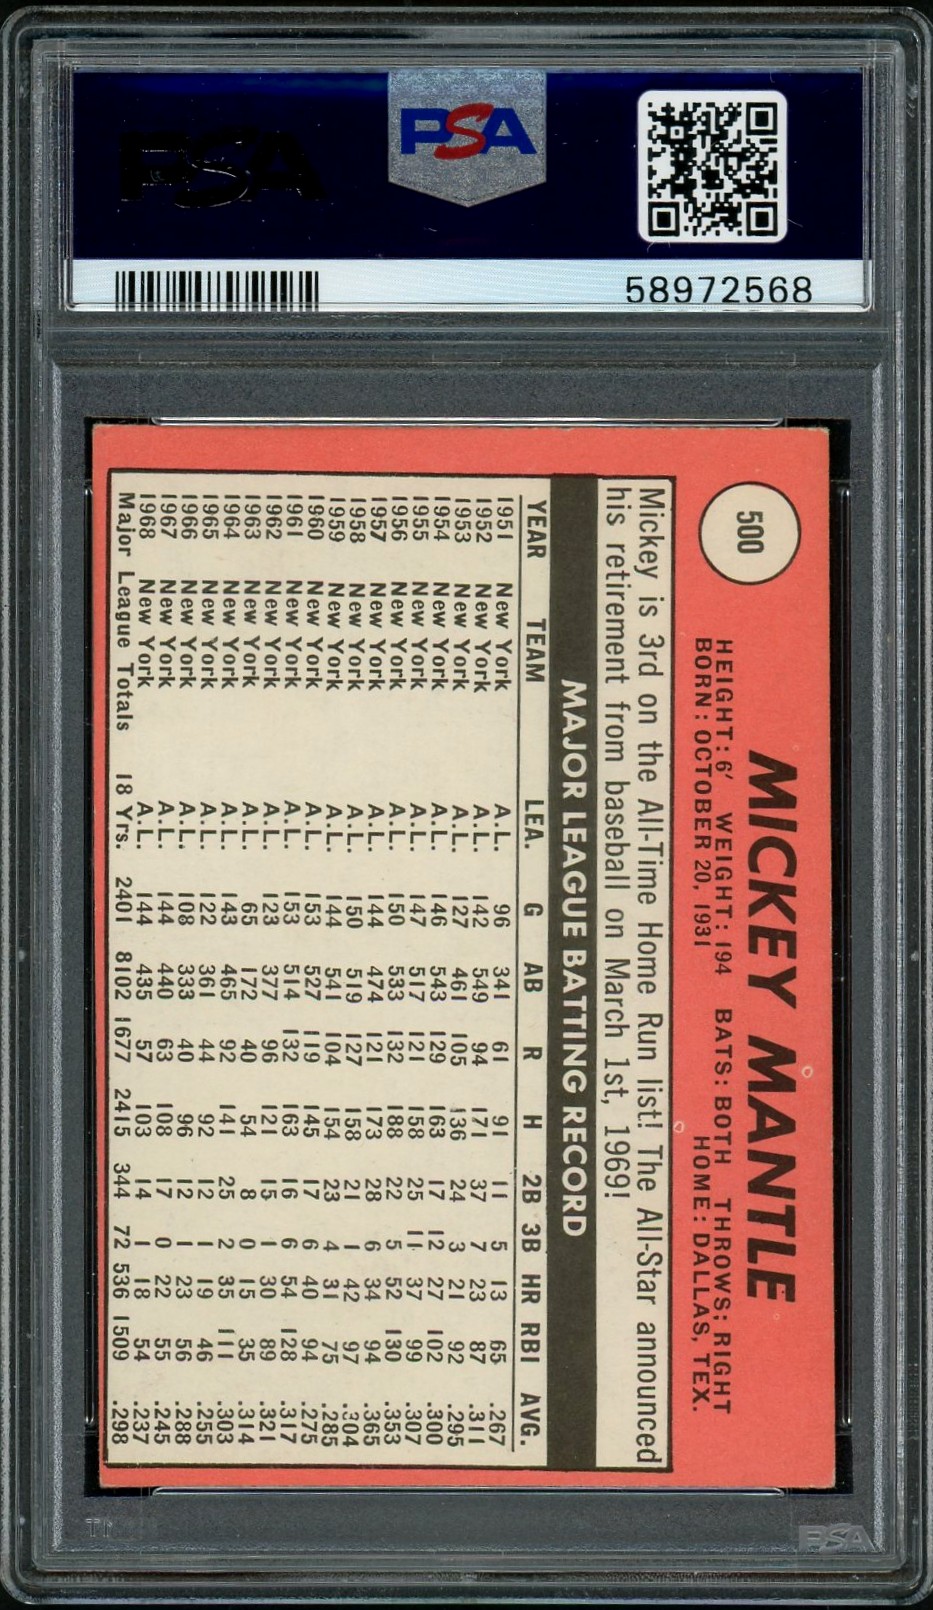 PSA
PSA
58972568
500
MICKEY MANTLE
HEIGHT: 6' WEIGHT: 194 BATS: BOTH THROWS: RIGHT
BORN: OCTOBER 20, 1931 HOME: DALLAS, TEX.
Mickey is 3rd on the All-Time Home Run list! The All-Star announced
his retirement from baseball on March 1st, 1969!
MAJOR LEAGUE BATTING RECORD
YEAR TEAM LEA. G AB R H 2B 3B HR RBI AVG.
1951 New York A.L. 96 341 61 91 11 5 13 65 .267
1952 New York A.L. 142 549 94 171 37 7 23 87 .311
1953 New York A.L. 127 461 105 136 24 3 21 92 .295
1954 New York A.L. 146 543 129 163 17 12 27 102 .300
1955 New York A.L. 147 517 121 158 25 11 37 99 .307
1956 New York A.L. 150 533 132 188 22 5 52 130 .353
1957 New York A.L. 144 474 121 173 28 6 34 94 .365
1958 New York A.L. 150 519 127 158 21 1 42 97 .304
1959 New York A.L. 144 541 104 154 23 4 31 75 .285
1960 New York A.L. 153 527 119 145 17 6 40 94 .275
1961 New York A.L. 153 514 132 163 16 6 54 128 .317
1962 New York A.L. 123 377 96 121 15 1 30 89 .321
1963 New York A.L. 65 172 40 54 8 0 15 35 .314
1964 New York A.L. 143 465 92 141 25 2 35 111 .303
1965 New York A.L. 122 361 44 92 12 1 19 46 .255
1966 New York A.L. 108 333 40 96 12 1 23 56 .288
1967 New York A.L. 144 440 63 108 17 0 22 55 .245
1968 New York A.L. 144 435 57 103 14 1 18 54 .237
Major League Totals 18 Yrs. 2401 8102 1677 2415 344 72 536 1509 .298
PSA